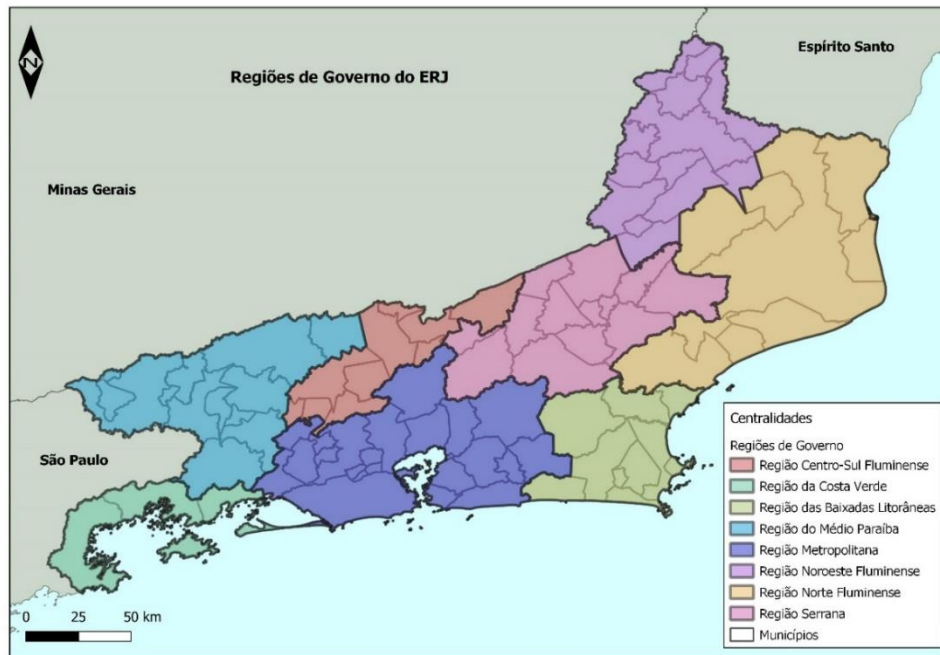 Espírito Santo
N
Regiões de Governo do ERJ
Minas Gerais
São Paulo
Centralidades
Regiões de Governo
Região Centro-Sul Fluminense
Região da Costa Verde
Região das Baixadas Litorâneas
Região do Médio Paraíba
Região Metropolitana
Região Noroeste Fluminense
Região Norte Fluminense
Região Serrana
Municípios
0 25 50 km